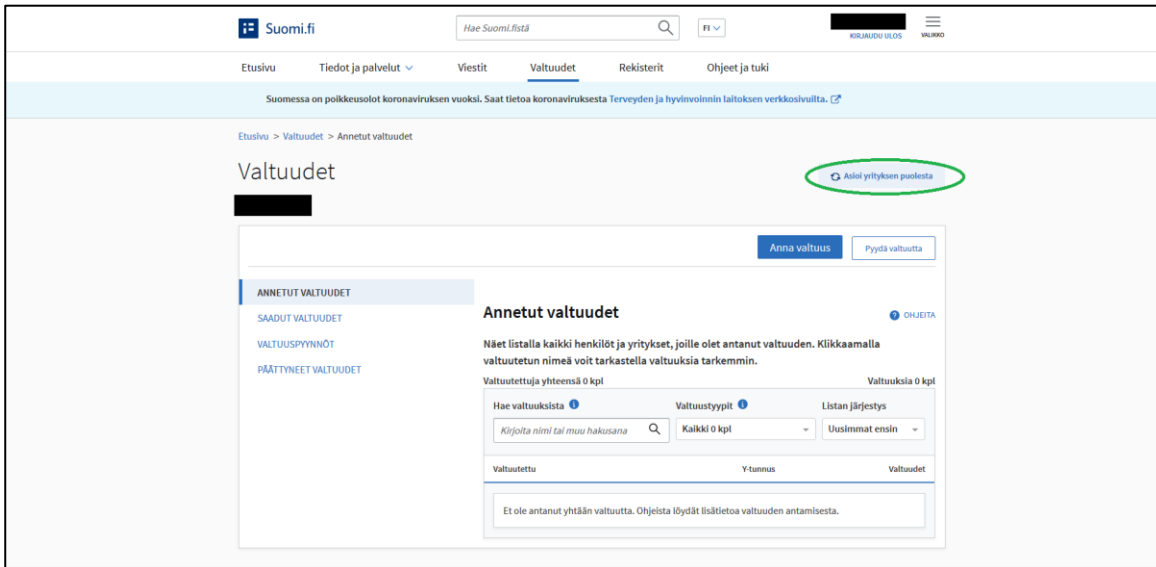 Suomi.fi
Hae Suomi.fistä
FI
KIRJAUDU ULOS
VALIKKO
Etusivu Tiedot ja palvelut Viestit Valtuudet Rekisterit Ohjeet ja tuki
Suomessa on poikkeusolot koronaviruksen vuoksi. Saat tietoa koronaviruksesta Terveyden ja hyvinvoinnin laitoksen verkkosivuilta.
Etusivu > Valtuudet > Annetut valtuudet
Valtuudet
Asioi yrityksen puolesta
Anna valtuus Pyydä valtuutta
ANNETUT VALTUUDET
SAADUT VALTUUDET
VALTUUSPYYNNÖT
PÄÄTTYNEET VALTUUDET
Annetut valtuudet
OHJEITA
Näet listalla kaikki henkilöt ja yritykset, joille olet antanut valtuuden. Klikkaamalla
valtuutetun nimeä voit tarkastella valtuuksia tarkemmin.
Valtuutettuja yhteensä 0 kpl Valtuuksia 0 kpl
Hae valtuuksista Valtuustyypit Listan järjestys
Kirjoita nimi tai muu hakusana Kaikki 0 kpl Uusimmat ensin
Valtuutettu Y-tunnus Valtuudet
Et ole antanut yhtään valtuutta. Ohjeista löydät lisätietoa valtuuden antamisesta.